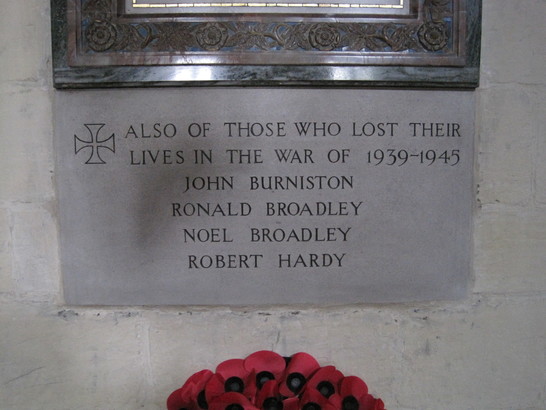 ALSO OF THOSE WHO LOST THEIR
LIVES IN THE WAR OF 1939-1945
JOHN BURNISTON
RONALD BROADLEY
NOEL BROADLEY
ROBERT HARDY